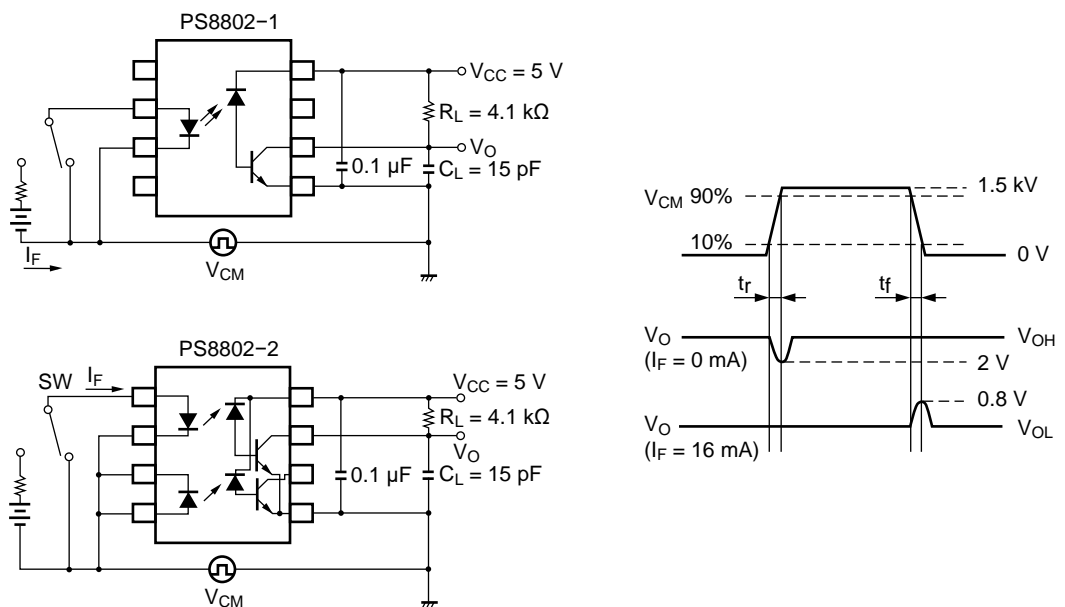 PS8802−1
VCC = 5 V
RL = 4.1 kΩ
VO
0.1 µF
CL = 15 pF
IF
VCM
PS8802−2
SW
IF
VCC = 5 V
RL = 4.1 kΩ
VO
0.1 µF
CL = 15 pF
VCM
VCM 90%
1.5 kV
10%
0 V
tr
tf
VO
(IF = 0 mA)
VOH
2 V
0.8 V
VO
(IF = 16 mA)
VOL